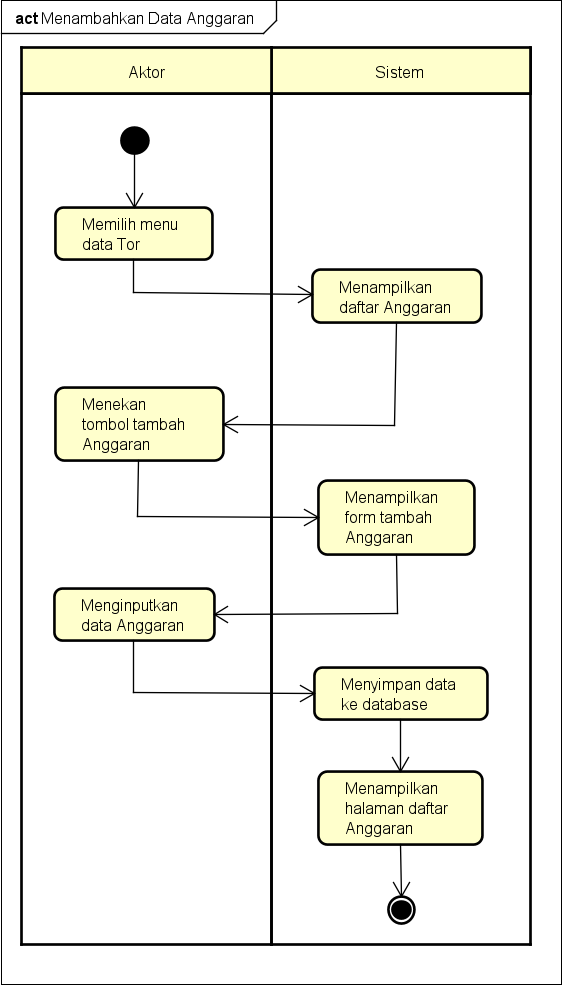 act Menambahkan Data Anggaran
Aktor
Sistem
Memilih menu
data Tor
Menampilkan
daftar Anggaran
Menekan
tombol tambah
Anggaran
Menampilkan
form tambah
Anggaran
Menginputkan
data Anggaran
Menyimpan data
ke database
Menampilkan
halaman daftar
Anggaran